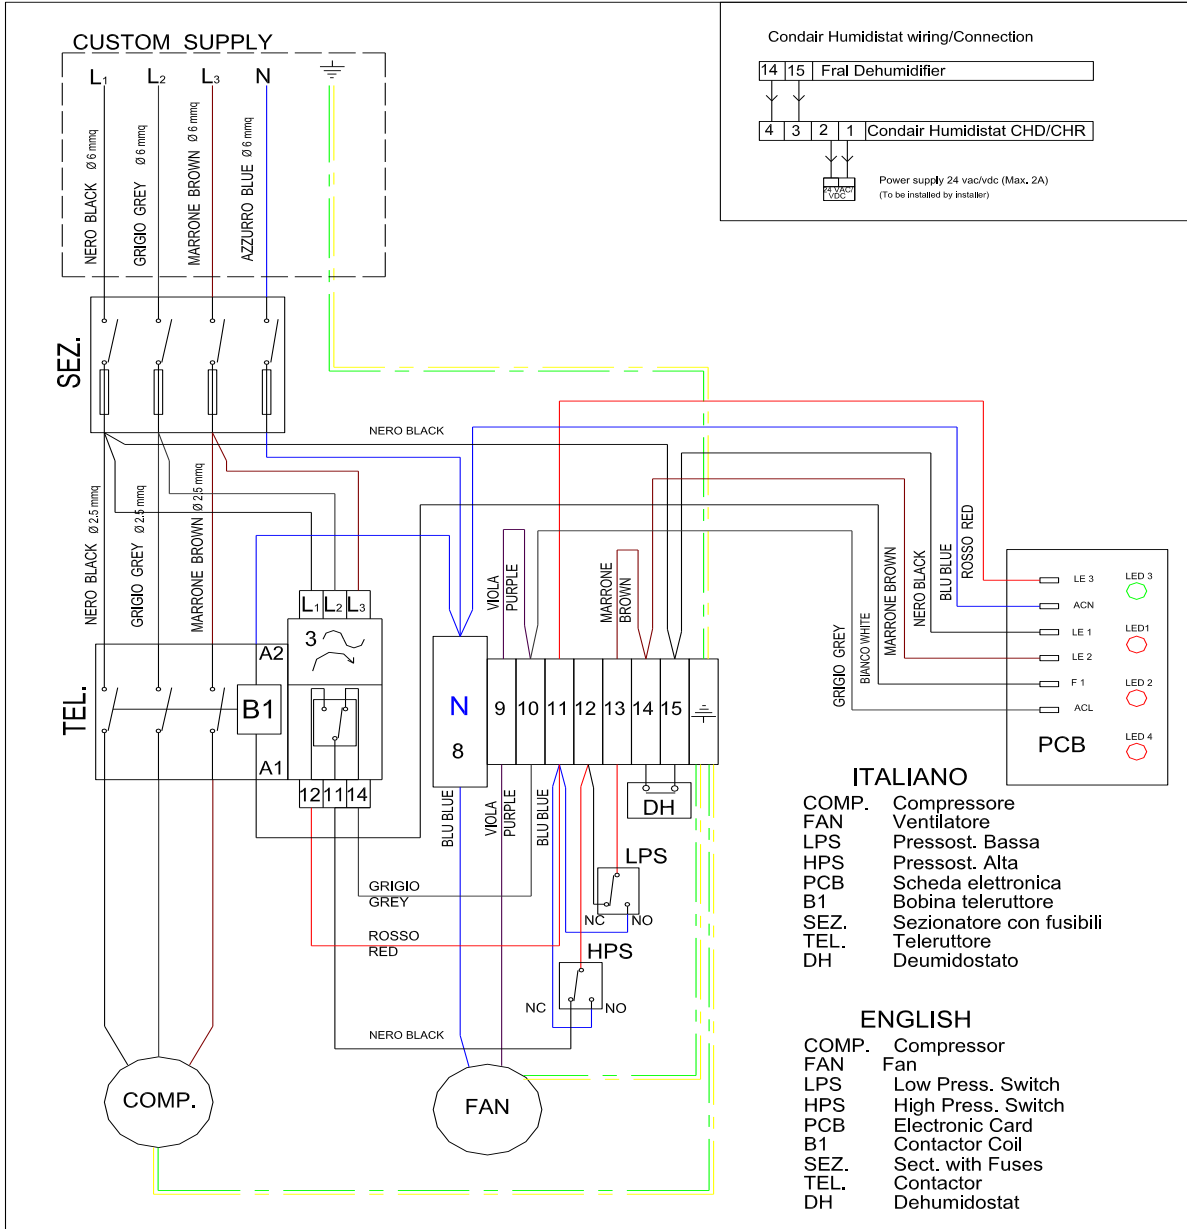 CUSTOM SUPPLY
L1 L2 L3 N
NERO BLACK Ø 6 mmq
GRIGIO GREY Ø 6 mmq
MARRONE BROWN Ø 6 mmq
AZZURRO BLUE Ø 6 mmq
Condair Humidistat wiring/Connection
14 15 Fral Dehumidifier
4 3 2 1 Condair Humidistat CHD/CHR
24 VAC/
VDC
Power supply 24 vac/vdc (Max. 2A)
(To be installed by installer)
SEZ.
NERO BLACK
NERO BLACK Ø 2.5 mmq
GRIGIO GREY Ø 2.5 mmq
MARRONE BROWN Ø 2.5 mmq
VIOLA
PURPLE
MARRONE
BROWN
GRIGIO GREY
BIANCO WHITE
MARRONE BROWN
NERO BLACK
BLU BLUE
ROSSO RED
LE 3 LED 3
ACN
LE 1 LED1
LE 2
F 1 LED 2
ACL
PCB LED 4
L1 L2 L3
3
A2
TEL.
B1
A1
12 11 14
N
8
9 10 11 12 13 14 15
DH
BLU BLUE
VIOLA
PURPLE
BLU BLUE
LPS
NC NO
GRIGIO
GREY
ROSSO
RED
HPS
NC NO
NERO BLACK
COMP.
FAN
ITALIANO
COMP. Compressore
FAN Ventilatore
LPS Pressost. Bassa
HPS Pressost. Alta
PCB Scheda elettronica
B1 Bobina teleruttore
SEZ. Sezionatore con fusibili
TEL. Teleruttore
DH Deumidostato
ENGLISH
COMP. Compressor
FAN Fan
LPS Low Press. Switch
HPS High Press. Switch
PCB Electronic Card
B1 Contactor Coil
SEZ. Sect. with Fuses
TEL. Contactor
DH Dehumidostat